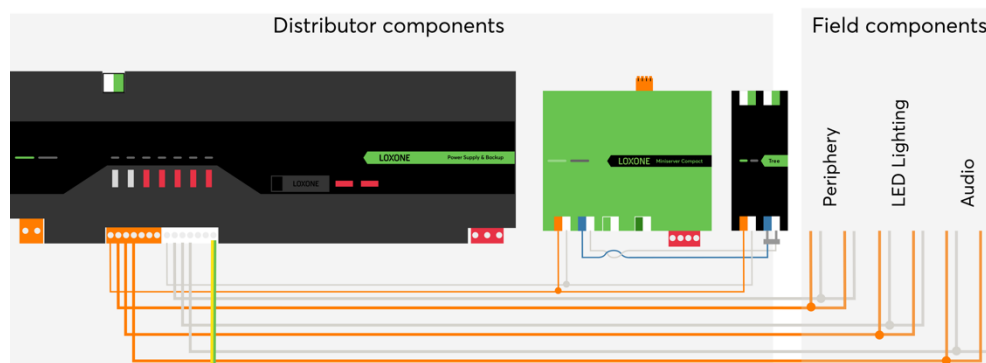 Distributor components
Field components
LOXONE
Power Supply & Backup
LOXONE
LOXONE
Miniserver Compact
Tree
Periphery
LED Lighting
Audio